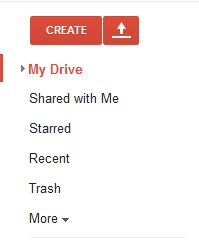 CREATE
My Drive
Shared with Me
Starred
Recent
Trash
More